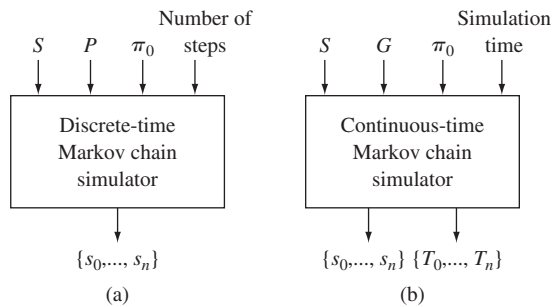 Number of steps
S P π₀
Discrete-time
Markov chain
simulator
{s₀,..., sₙ}
(a)
Simulation time
S G π₀
Continuous-time
Markov chain
simulator
{s₀,..., sₙ} {T₀,..., Tₙ}
(b)